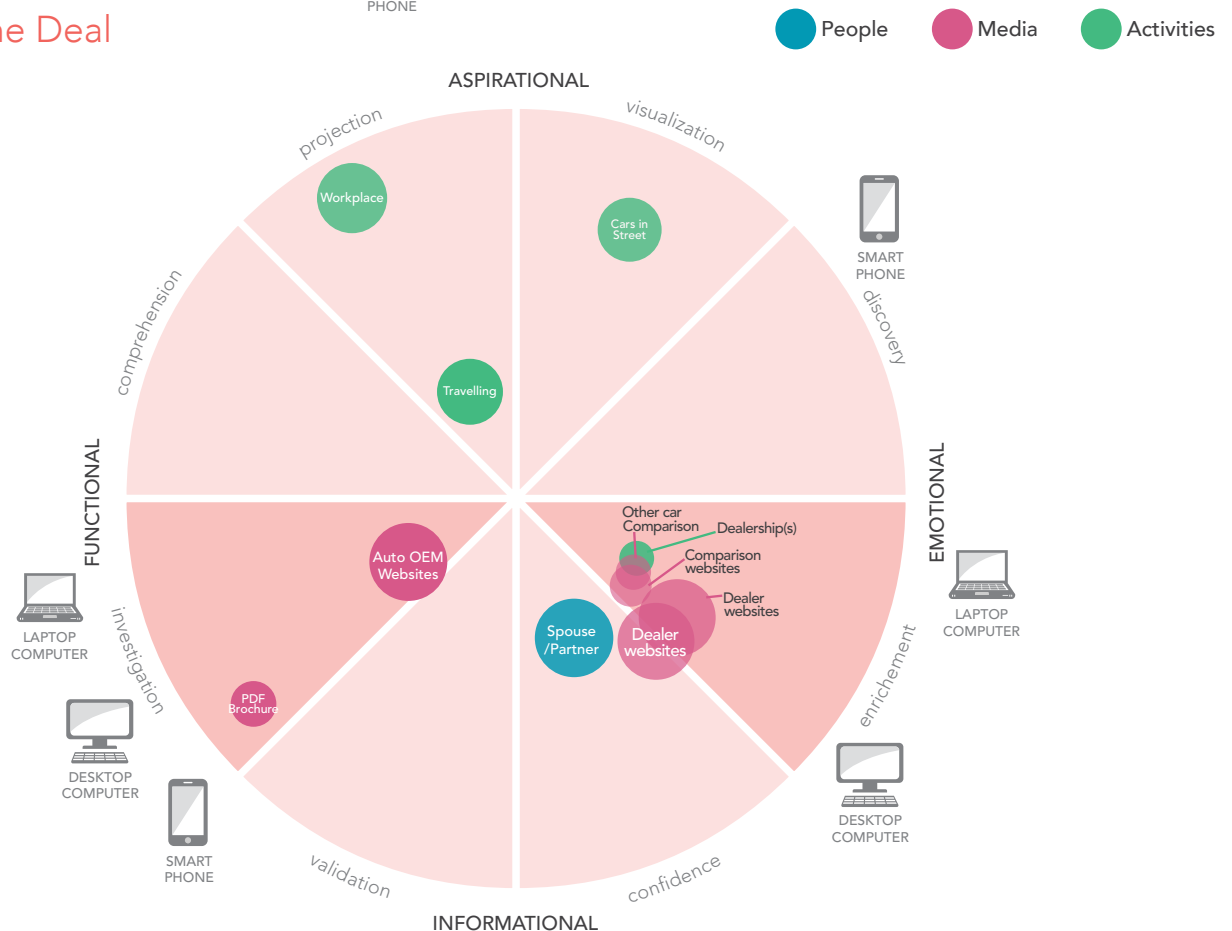 PHONE
ne Deal
People
Media
Activities
ASPIRATIONAL
projection
visualization
Workplace
Cars in
Street
SMART
PHONE
discovery
comprehension
Travelling
FUNCTIONAL
EMOTIONAL
Other car
Comparison
Dealership(s)
Comparison
websites
Auto OEM
Websites
Dealer
websites
Spouse
/Partner
Dealer
websites
LAPTOP
COMPUTER
LAPTOP
COMPUTER
investigation
enrichement
PDF
Brochure
DESKTOP
COMPUTER
DESKTOP
COMPUTER
SMART
PHONE
validation
confidence
INFORMATIONAL